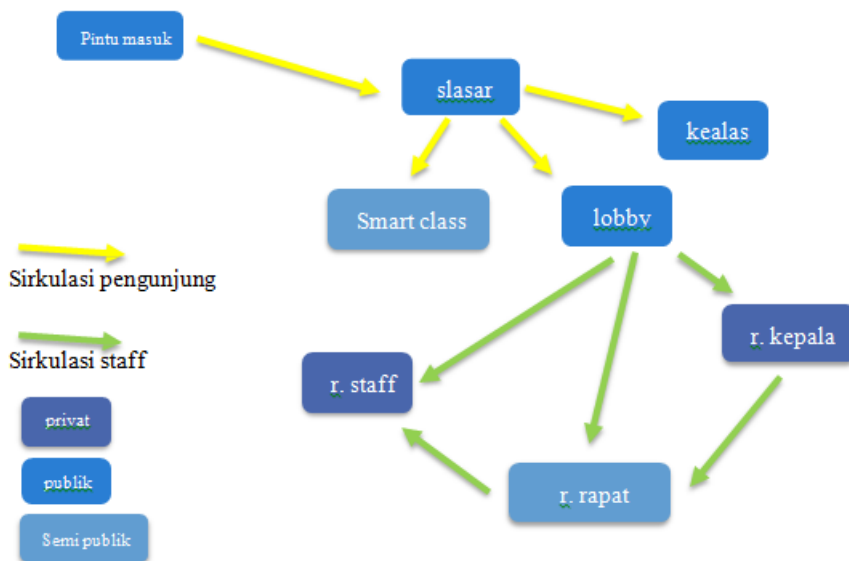 Pintu masuk
slasar
kealas
Smart class
lobby
Sirkulasi pengunjung
r. kepala
Sirkulasi staff
r. staff
privat
publik
r. rapat
Semi publik